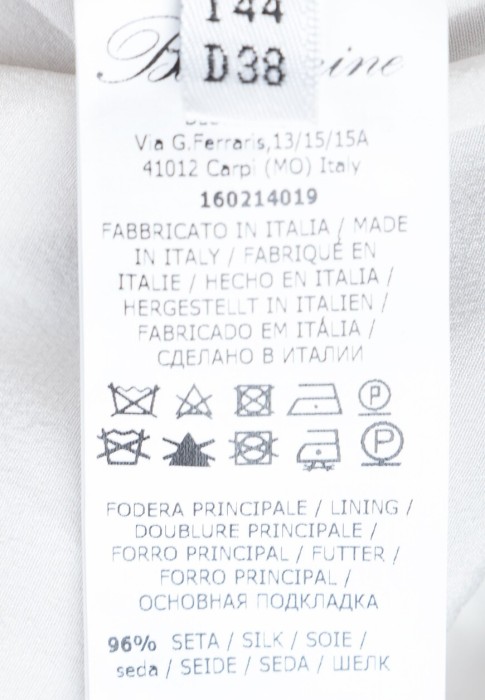 I 44
D38
Via G.Ferraris,13/15/15A
41012 Carpi (MO) Italy
160214019
FABBRICATO IN ITALIA / MADE
IN ITALY / FABRIQUÉ EN
ITALIE / HECHO EN ITALIA /
HERGESTELLT IN ITALIEN /
FABRICADO EM ITÁLIA /
СДЕЛАНО В ИТАЛИИ
P
P
FODERA PRINCIPALE / LINING /
DOUBLURE PRINCIPALE /
FORRO PRINCIPAL / FUTTER /
FORRO PRINCIPAL /
ОСНОВНАЯ ПОДКЛАДКА
96% SETA / SILK / SOIE /
seda / SEIDE / SEDA / ШЕЛК